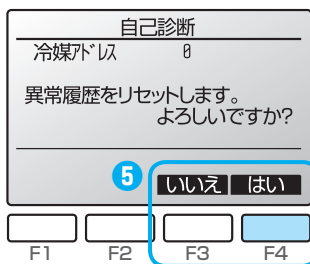 自己診断
冷媒ｱﾄﾞﾚｽ 0
異常履歴をリセットします。
よろしいですか?
5 いいえ はい
F1 F2 F3 F4